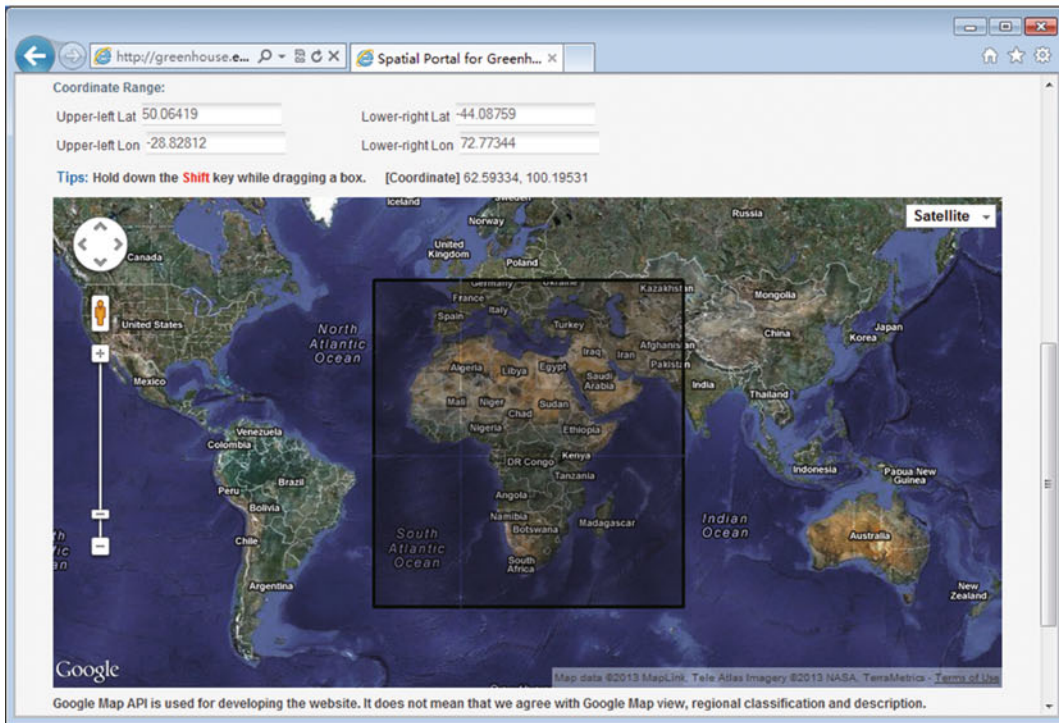 http://greenhouse.e...
Spatial Portal for Greenh...
Coordinate Range:
Upper-left Lat 50.06419 Lower-right Lat -44.08759
Upper-left Lon -28.82812 Lower-right Lon 72.77344
Tips: Hold down the Shift key while dragging a box. [Coordinate] 62.59334, 100.19531
Satellite
Iceland
Sweden
Norway
Russia
Canada
United
Kingdom
Poland
Germany
Ukraine
Kazakhstan
Mongolia
France
Italy
Spain
Turkey
United States
North
Atlantic
Ocean
China
Japan
Korea
Afghanistan
Iraq
Iran
Pakistan
Algeria
Libya
Egypt
Saudi
Arabia
Mexico
India
Thailand
Mali
Niger
Chad
Sudan
Nigeria
Ethiopia
Venezuela
Colombia
DR Congo
Kenya
Tanzania
Indonesia
Papua New
Guinea
Peru
Brazil
Bolivia
Angola
Namibia
Botswana
Madagascar
South
Atlantic
Ocean
Indian
Ocean
Chile
Australia
South
Africa
Argentina
New
Zealand
th
tic
an
Google
Map data ©2013 MapLink, Tele Atlas Imagery ©2013 NASA, TerraMetrics - Terms of Use
Google Map API is used for developing the website. It does not mean that we agree with Google Map view, regional classification and description.